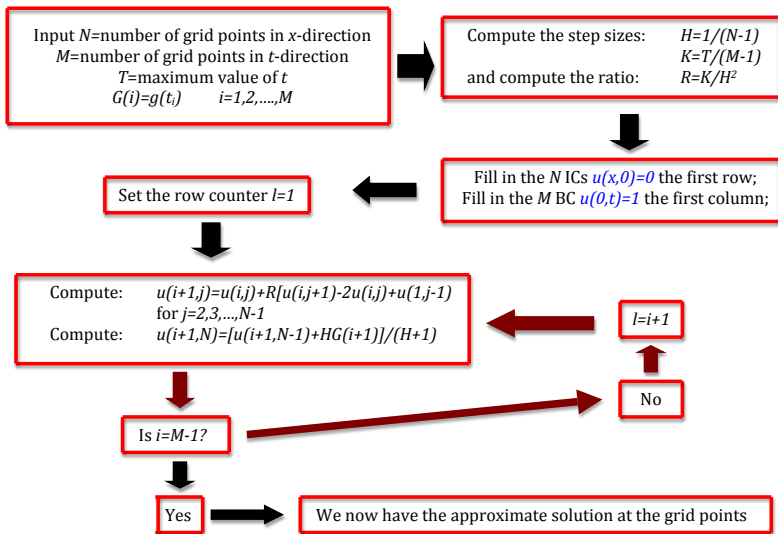 Input N=number of grid points in x-direction
M=number of grid points in t-direction
T=maximum value of t
G(i)=g(tᵢ) i=1,2,....,M
Compute the step sizes: H=1/(N-1)
K=T/(M-1)
and compute the ratio: R=K/H²
Fill in the N ICs u(x,0)=0 the first row;
Fill in the M BC u(0,t)=1 the first column;
Set the row counter l=1
Compute: u(i+1,j)=u(i,j)+R[u(i,j+1)-2u(i,j)+u(1,j-1)
for j=2,3,...,N-1
Compute: u(i+1,N)=[u(i+1,N-1)+HG(i+1)]/(H+1)
l=i+1
No
Is i=M-1?
Yes
We now have the approximate solution at the grid points